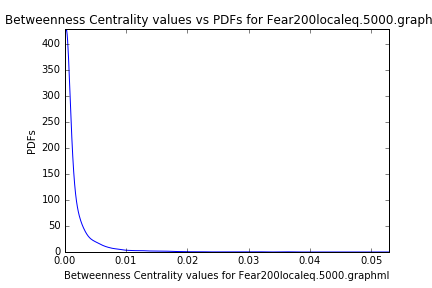 Betweenness Centrality values vs PDFs for Fear200localeq.5000.graph
400
350
300
250
200
150
100
50
0
PDFs
0.00 0.01 0.02 0.03 0.04 0.05
Betweenness Centrality values for Fear200localeq.5000.graphml